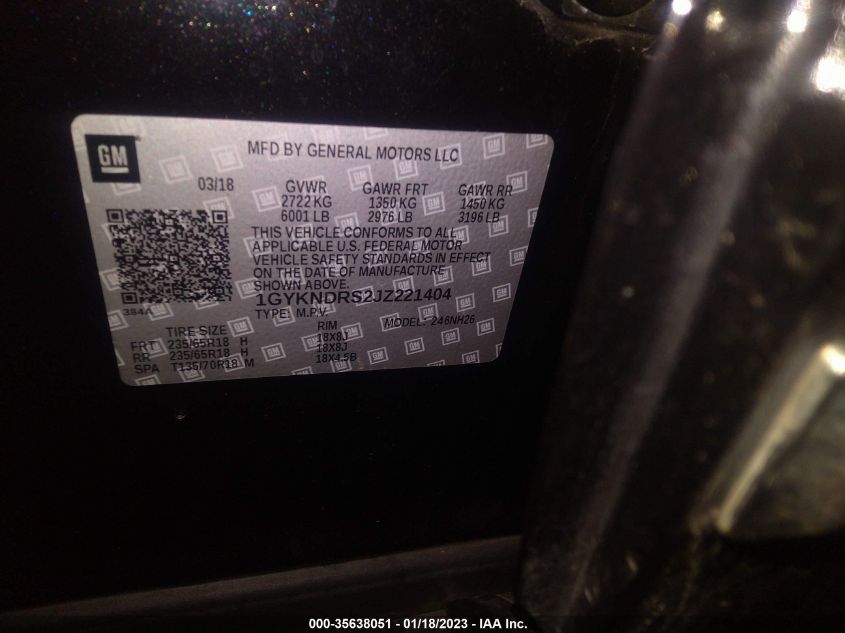 GM
MFD BY GENERAL MOTORS LLC
03/18 GVWR GAWR FRT GAWR RR
2722 KG 1350 KG 1450 KG
6001 LB 2976 LB 3196 LB
THIS VEHICLE CONFORMS TO ALL
APPLICABLE U.S. FEDERAL MOTOR
VEHICLE SAFETY STANDARDS IN EFFECT
ON THE DATE OF MANUFACTURE
SHOWN ABOVE.
384A
1GYKNDRS2JZ221404
TYPE: M.P.V. MODEL: 246NH26
TIRE SIZE RIM
FRT 235/65R18 H 18X8J
RR 235/65R18 H 18X8J
SPA T135/70R18 M 18X4.5B
000-35638051 - 01/18/2023 - IAA Inc.